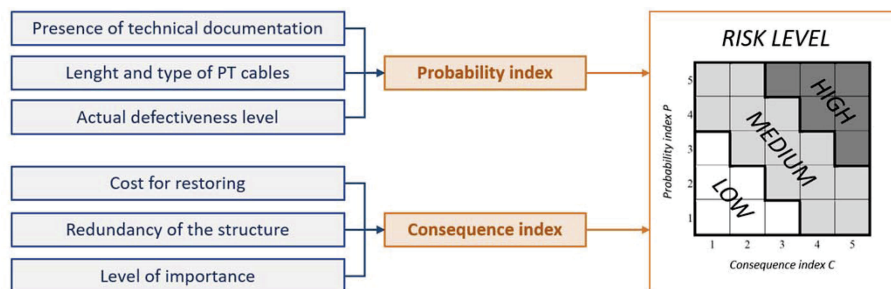 Presence of technical documentation
Lenght and type of PT cables
Actual defectiveness level
Probability index
Cost for restoring
Redundancy of the structure
Level of importance
Consequence index
RISK LEVEL
Probability index P
5
4
3
2
1
HIGH
MEDIUM
LOW
1 2 3 4 5
Consequence index C